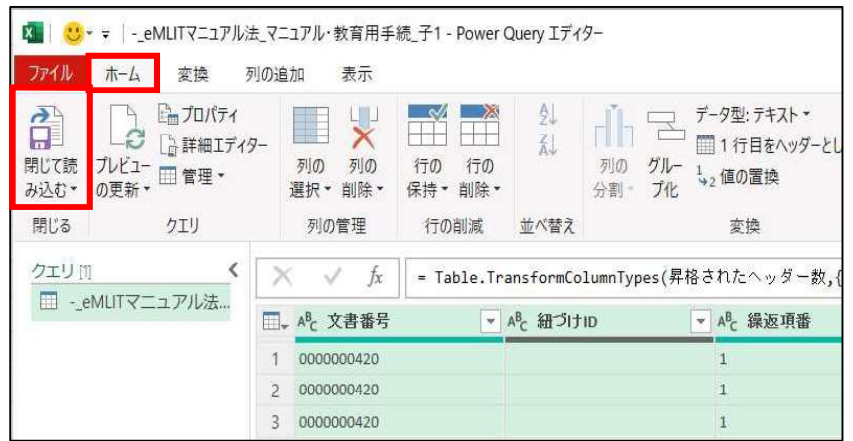 -_eMLITマニュアル法_マニュアル・教育用手続_子1 - Power Query エディター
ファイル ホーム 変換 列の追加 表示
閉じて読
み込む
プレビュー
の更新
プロパティ
詳細エディター
管理
列の
選択
列の
削除
行の
保持
行の
削除
列の
分割
グルー
プ化
データ型: テキスト
1 行目をヘッダーとし
値の置換
閉じる クエリ 列の管理 行の削減 並べ替え 変換
クエリ [1]
fx = Table.TransformColumnTypes(昇格されたヘッダー数,{
-_eMLITマニュアル法...
ABC 文書番号 ABC 紐づけID ABC 繰返項番
1 0000000420 1
2 0000000420 1
3 0000000420 1